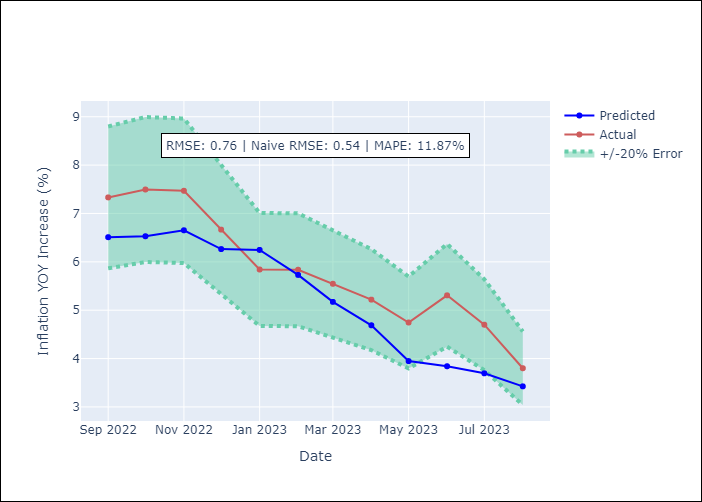 RMSE: 0.76 | Naive RMSE: 0.54 | MAPE: 11.87%
Predicted
Actual
+/-20% Error
Inflation YOY Increase (%)
9
8
7
6
5
4
3
Sep 2022
Nov 2022
Jan 2023
Mar 2023
May 2023
Jul 2023
Date